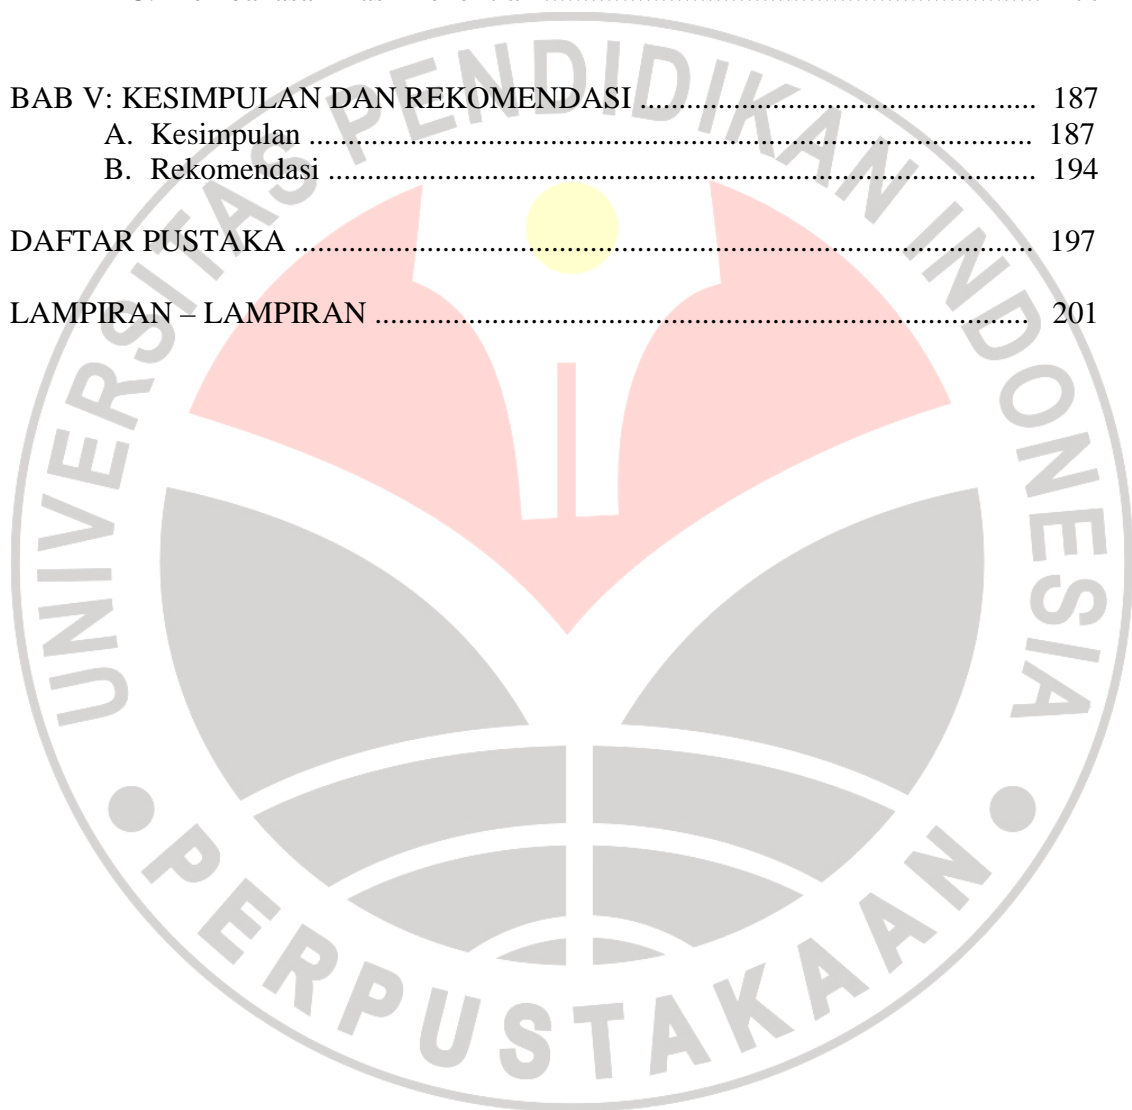 BAB V: KESIMPULAN DAN REKOMENDASI .................................................. 187
A. Kesimpulan ............................................................................................ 187
B. Rekomendasi .......................................................................................... 194
DAFTAR PUSTAKA .............................................................................................. 197
LAMPIRAN – LAMPIRAN ................................................................................... 201
UNIVERSITAS PENDIDIKAN INDONESIA
PERPUSTAKAAN